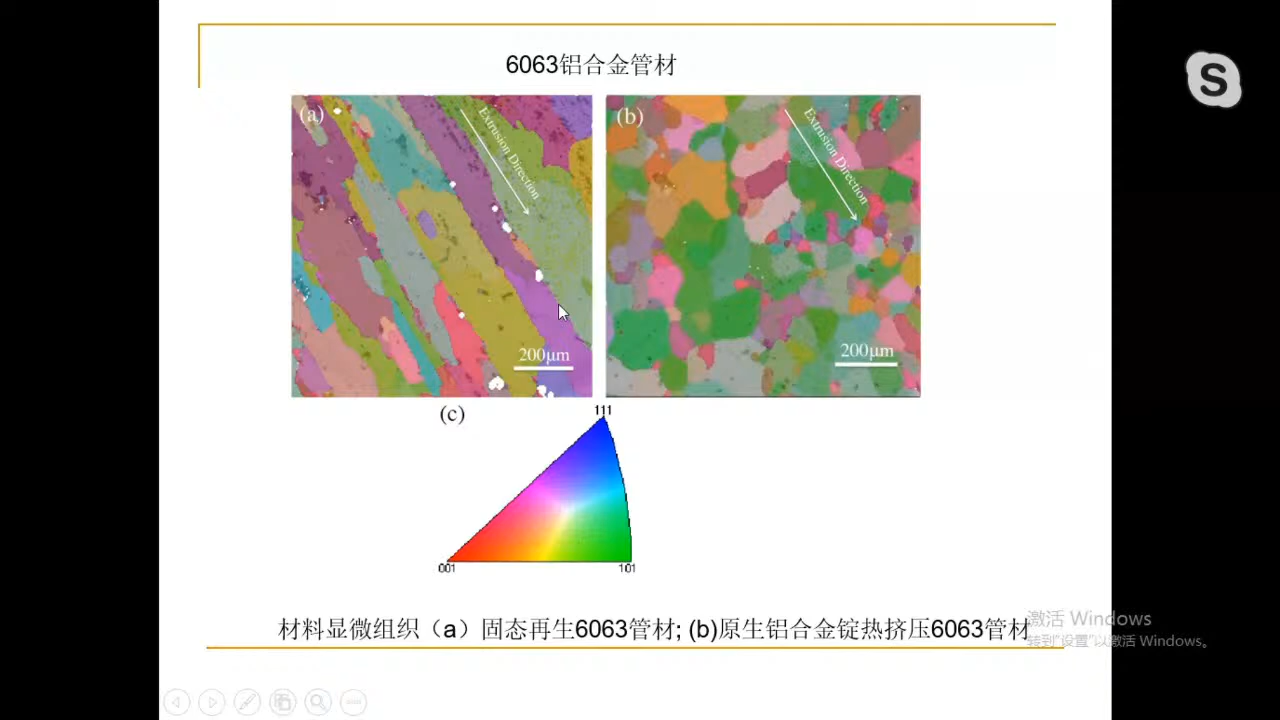 6063铝合金管材
(a)
Extrusion Direction
200μm
(b)
Extrusion Direction
200μm
(c)
111
001
101
材料显微组织（a）固态再生6063管材; (b)原生铝合金锭热挤压6063管材
激活 Windows
转到"设置"以激活 Windows。
S